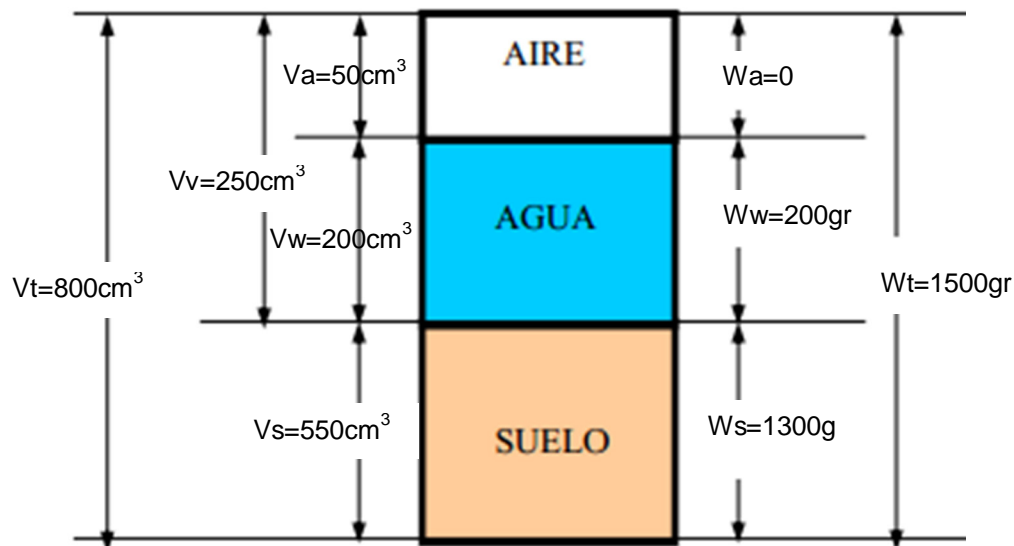 AIRE
Va=50cm³
Wa=0
Vv=250cm³
AGUA
Ww=200gr
Vw=200cm³
Vt=800cm³
Wt=1500gr
Vs=550cm³
SUELO
Ws=1300g